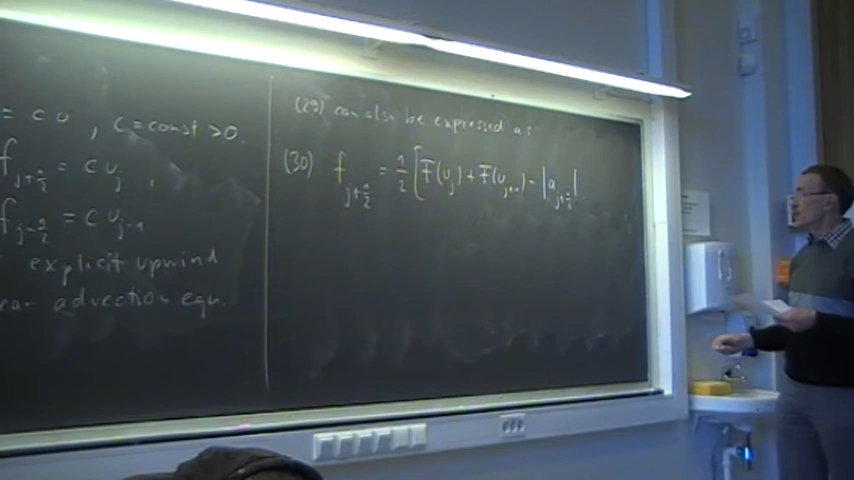 = c u , c = const > 0.
f_{j+1/2} = c u_j ,
f_{j-1/2} = c u_{j-1}
explicit upwind
ear advection equ.
(29) can also be expressed as
(30) f_{j+1/2} = 1/2 [F(u_j) + F(u_{j+1}) - |a_{j+1/2}|